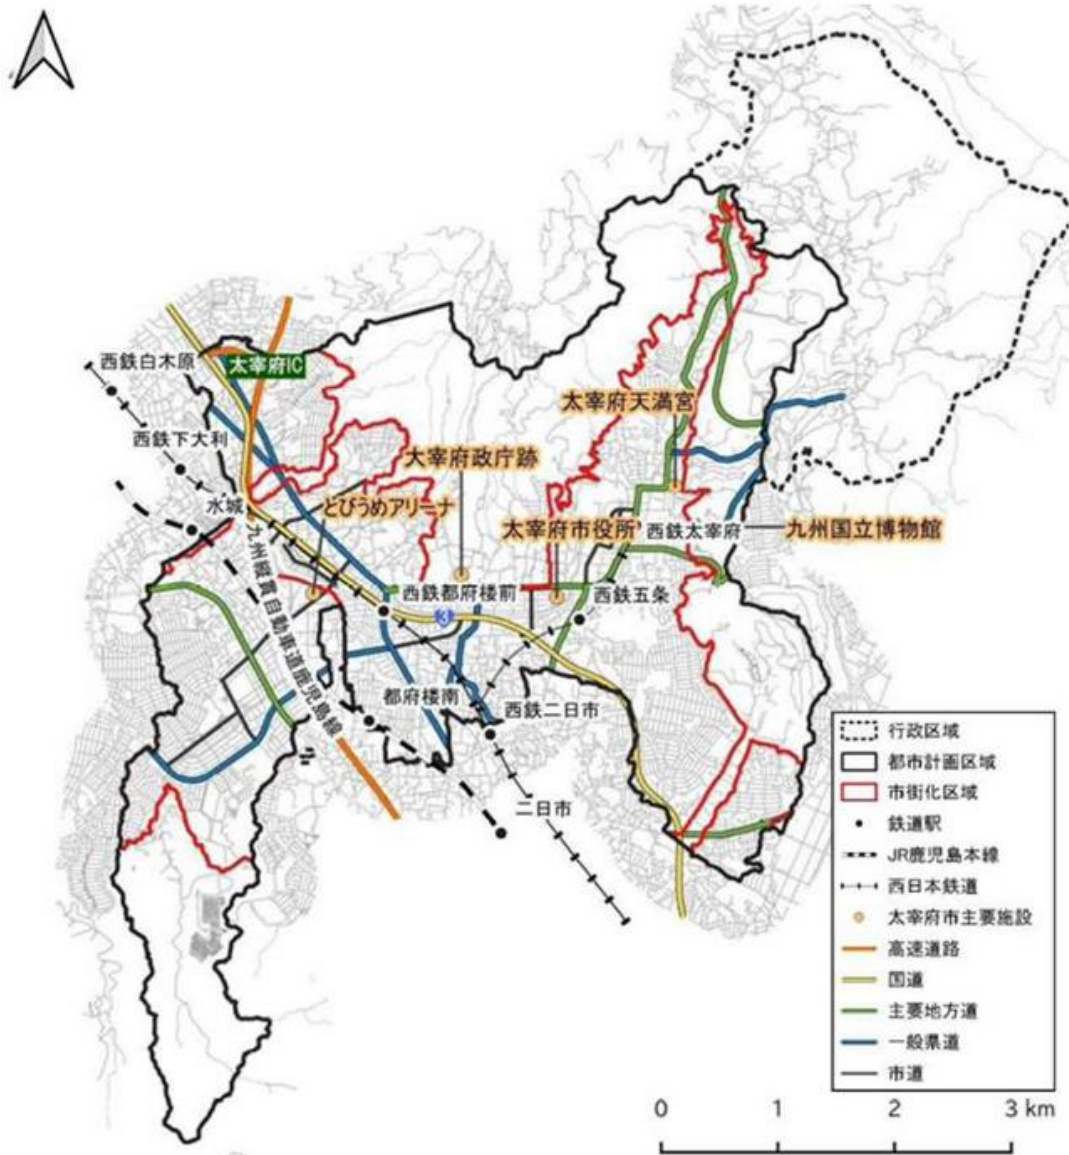 西鉄白木原
太宰府IC
太宰府天満宮
西鉄下大利
大宰府政庁跡
水城
とびうめアリーナ
太宰府市役所
西鉄太宰府
九州国立博物館
九州縦貫自動車道鹿児島線
西鉄都府楼前
西鉄五条
3
都府楼南
西鉄二日市
二日市
行政区域
都市計画区域
市街化区域
鉄道駅
JR鹿児島本線
西日本鉄道
太宰府市主要施設
高速道路
国道
主要地方道
一般県道
市道
0 1 2 3 km